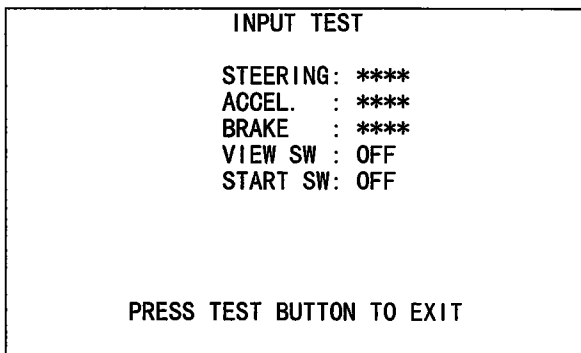 INPUT TEST
STEERING: ****
ACCEL. : ****
BRAKE : ****
VIEW SW : OFF
START SW: OFF
PRESS TEST BUTTON TO EXIT